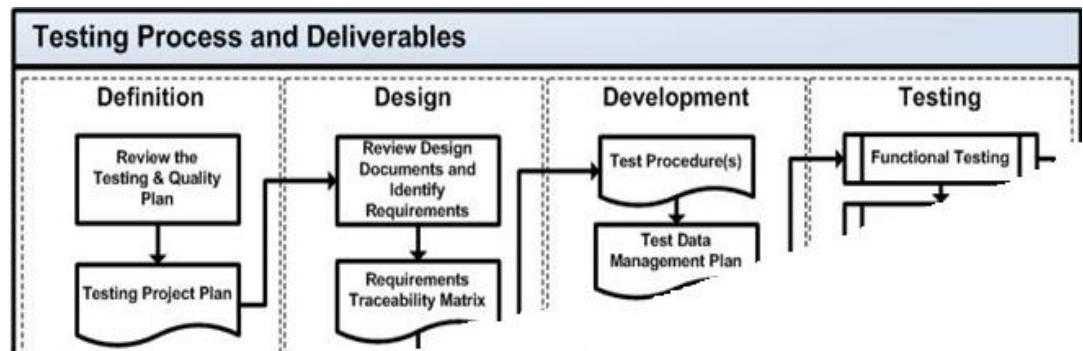 Testing Process and Deliverables
Definition
Review the
Testing & Quality
Plan
Testing Project Plan
Design
Review Design
Documents and
Identify
Requirements
Requirements
Traceability Matrix
Development
Test Procedure(s)
Test Data
Management Plan
Testing
Functional Testing